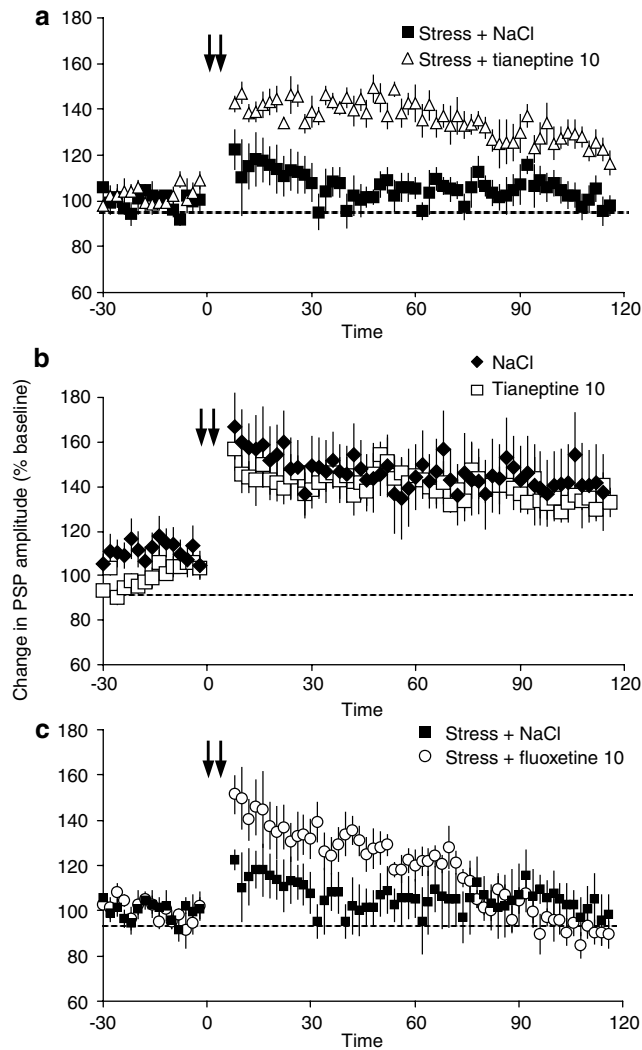 a
Stress + NaCl
Stress + tianeptine 10
180
160
140
120
100
80
60
-30 0 30 60 90 120
Time
b
NaCl
Tianeptine 10
180
160
140
120
100
80
60
-30 0 30 60 90 120
Time
Change in PSP amplitude (% baseline)
c
Stress + NaCl
Stress + fluoxetine 10
180
160
140
120
100
80
60
-30 0 30 60 90 120
Time